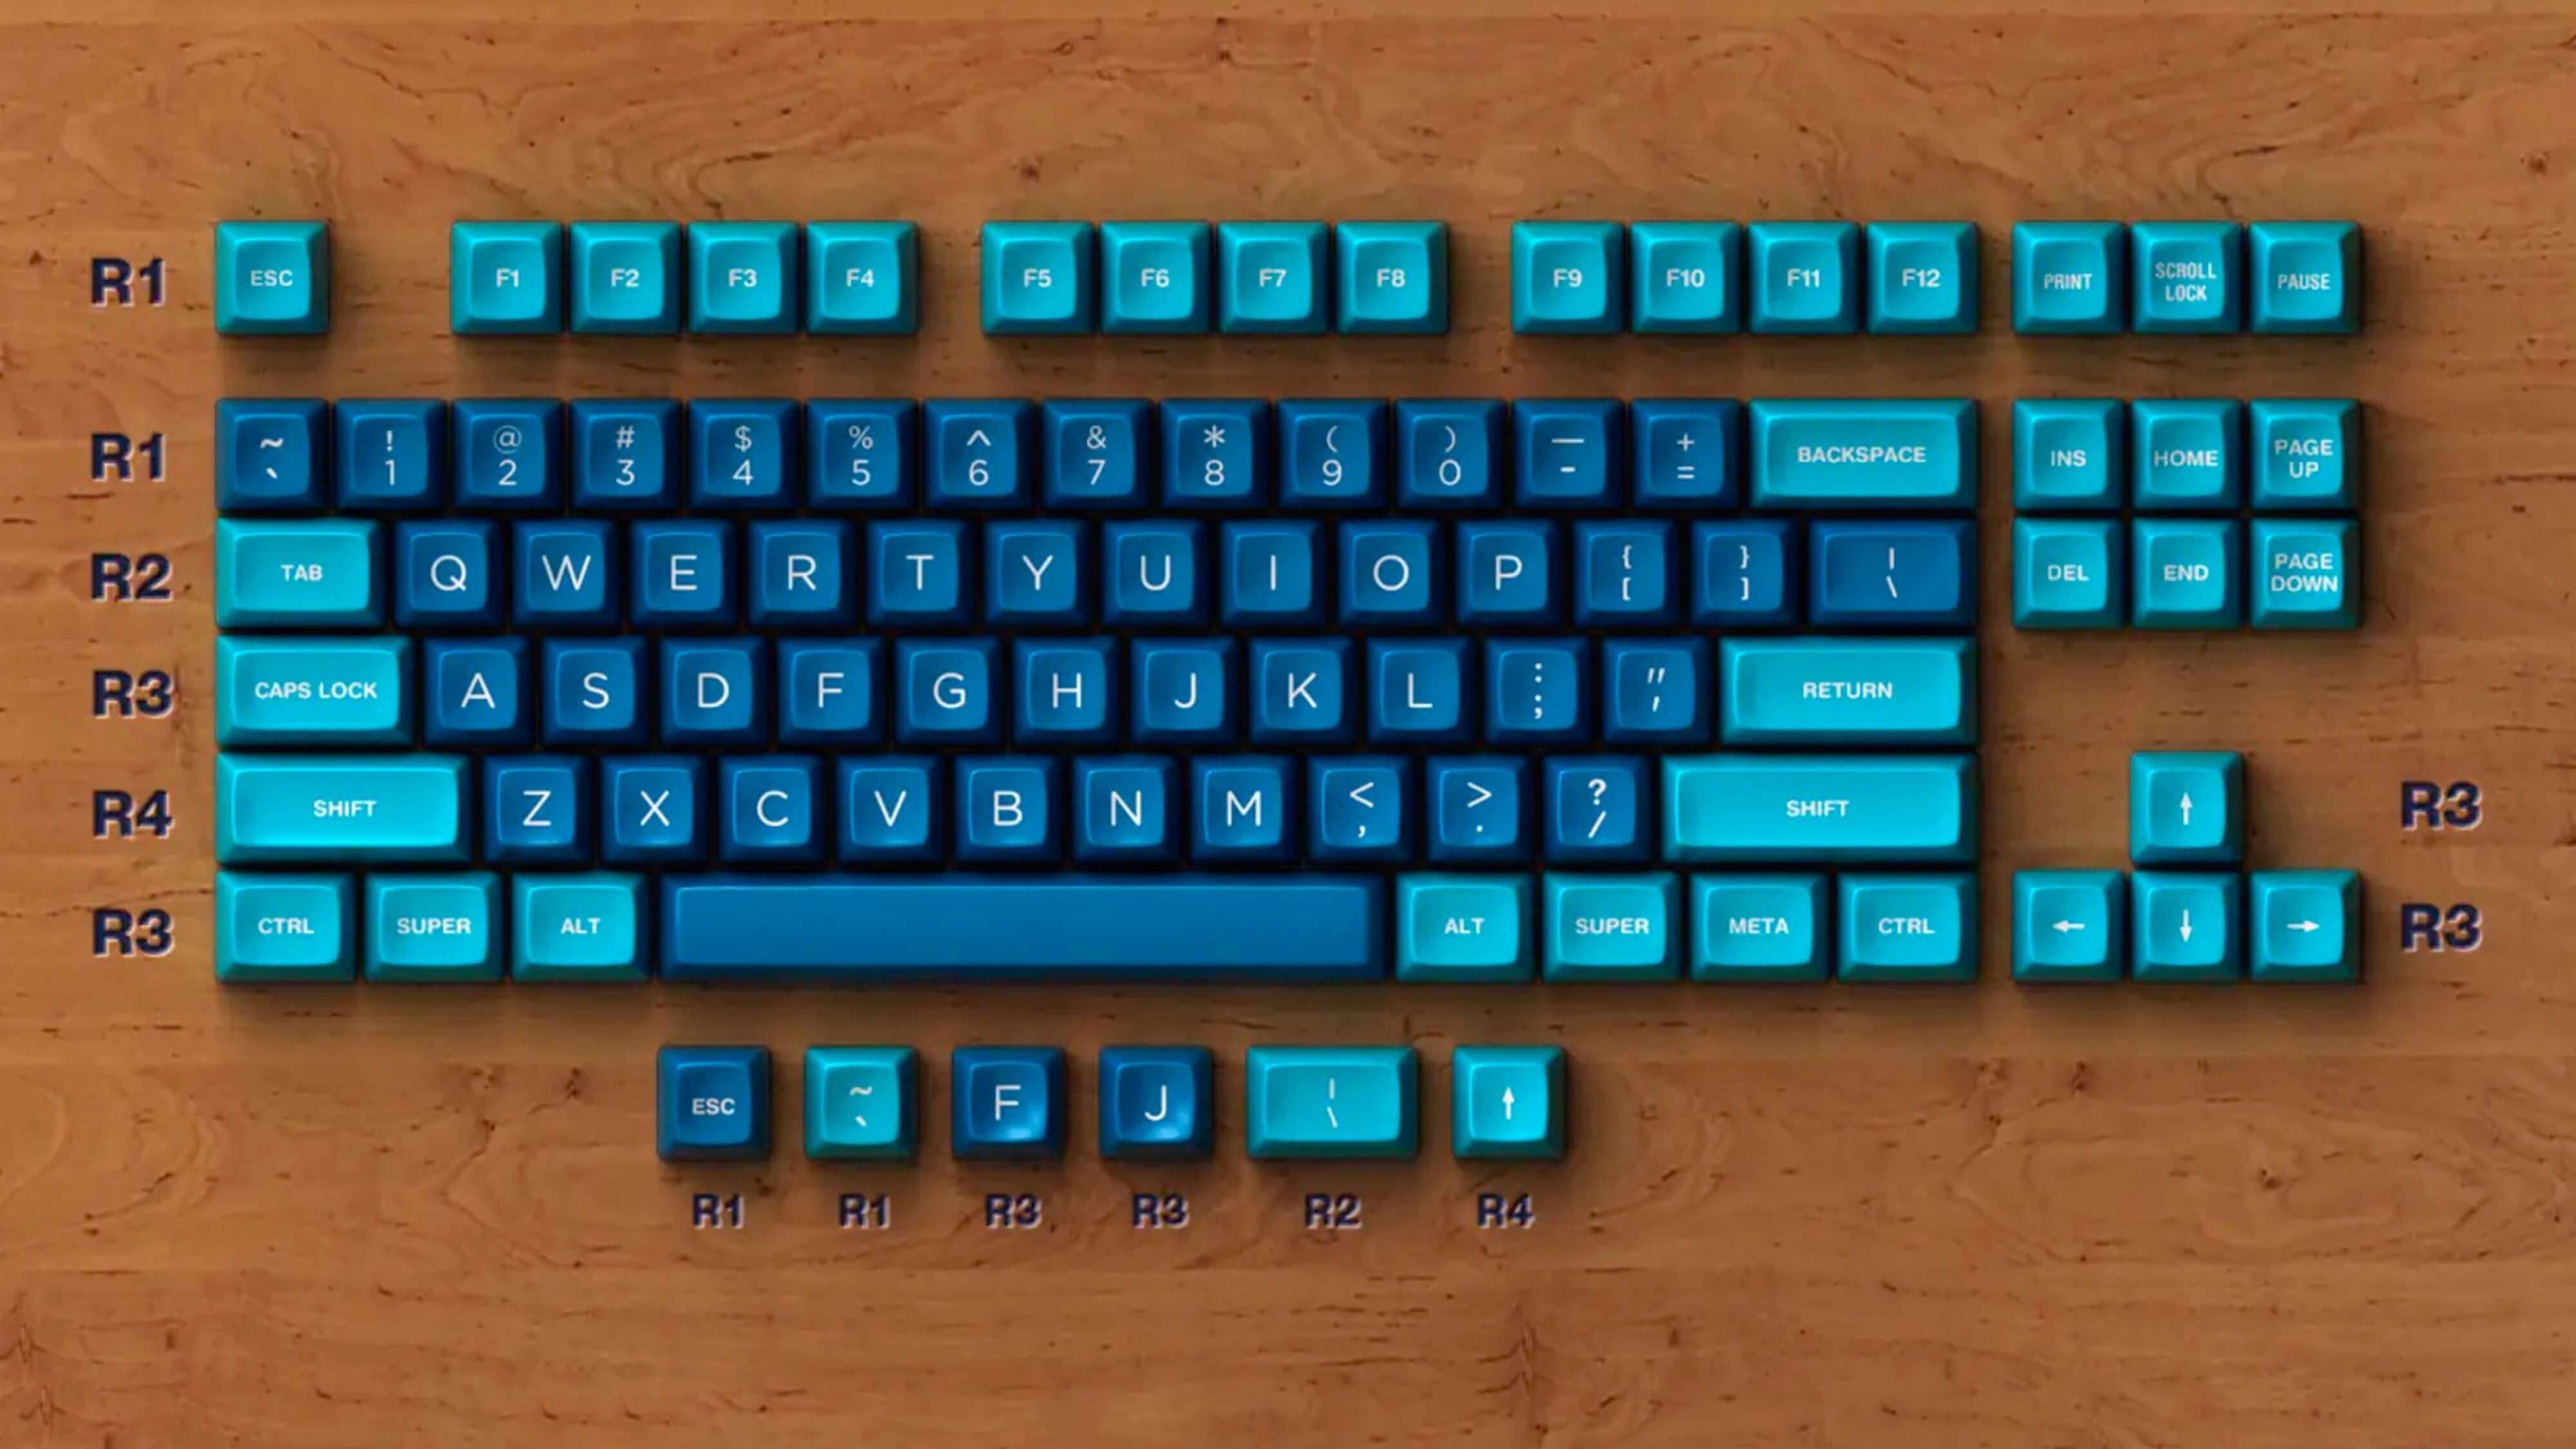 R1 ESC F1 F2 F3 F4 F5 F6 F7 F8 F9 F10 F11 F12 PRINT SCROLL LOCK PAUSE
~ ! @ # $ % ^ & * ( ) — +
R1 ` 1 2 3 4 5 6 7 8 9 0 - = BACKSPACE INS HOME PAGE UP
R2 TAB Q W E R T Y U I O P { [ } ] | \ DEL END PAGE DOWN
R3 CAPS LOCK A S D F G H J K L : ; " ' RETURN
R4 SHIFT Z X C V B N M < , > . ? / SHIFT ↑ R3
R3 CTRL SUPER ALT ALT SUPER META CTRL ← ↓ → R3
ESC ~ ` F J | \ ↑
R1 R1 R3 R3 R2 R4